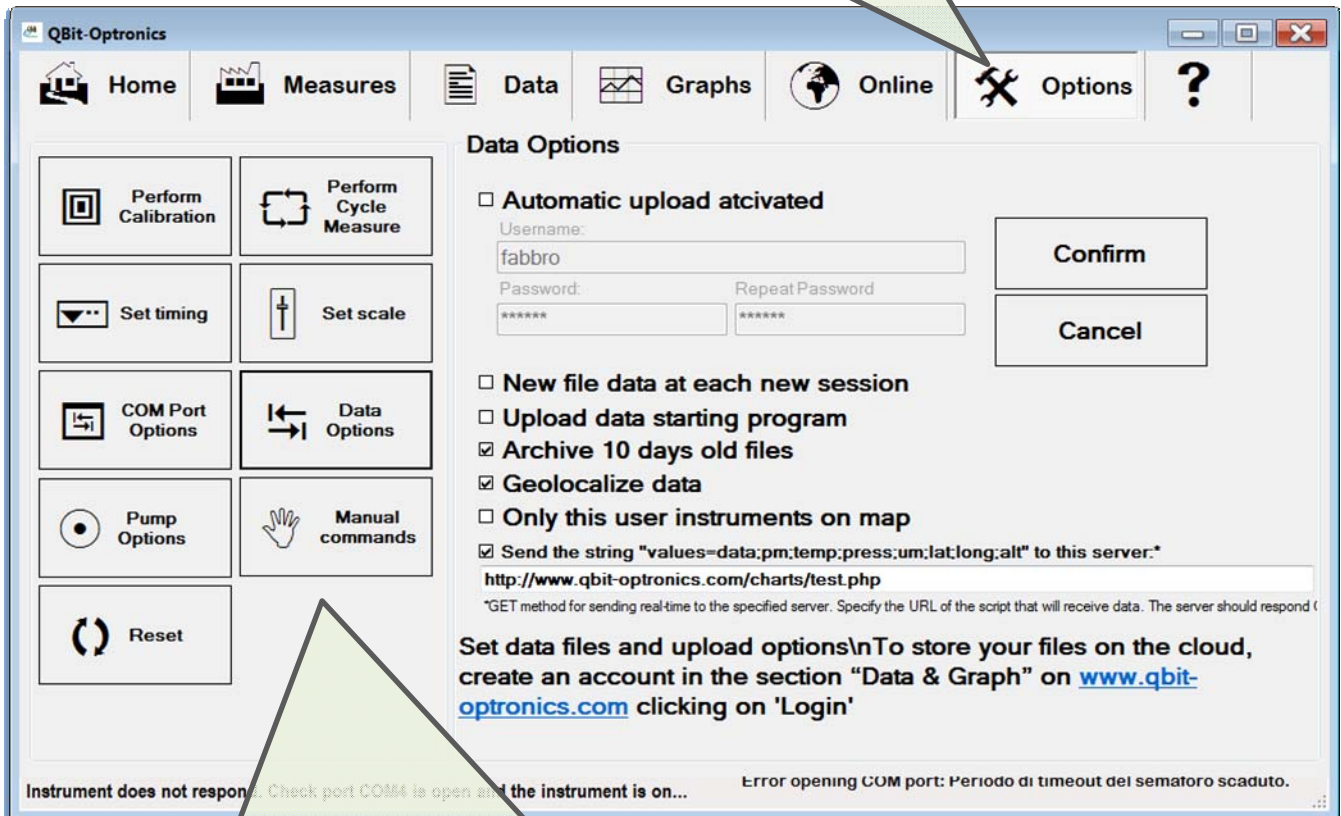 QBit-Optronics
Home Measures Data Graphs Online Options ?
Perform Calibration
Perform Cycle Measure
Set timing
Set scale
COM Port Options
Data Options
Pump Options
Manual commands
Reset
Data Options
Automatic upload atcivated
Username:
fabbro
Password: Repeat Password
****** ******
Confirm
Cancel
New file data at each new session
Upload data starting program
Archive 10 days old files
Geolocalize data
Only this user instruments on map
Send the string "values=data;pm;temp;press;um;lat;long;alt" to this server:*
http://www.qbit-optronics.com/charts/test.php
*GET method for sending real-time to the specified server. Specify the URL of the script that will receive data. The server should respond
Set data files and upload options\nTo store your files on the cloud,
create an account in the section “Data & Graph” on www.qbit-
optronics.com clicking on 'Login'
Instrument does not respond. Check port COM4 is open and the instrument is on...
Error opening COM port: Periodo di timeout del semaforo scaduto.